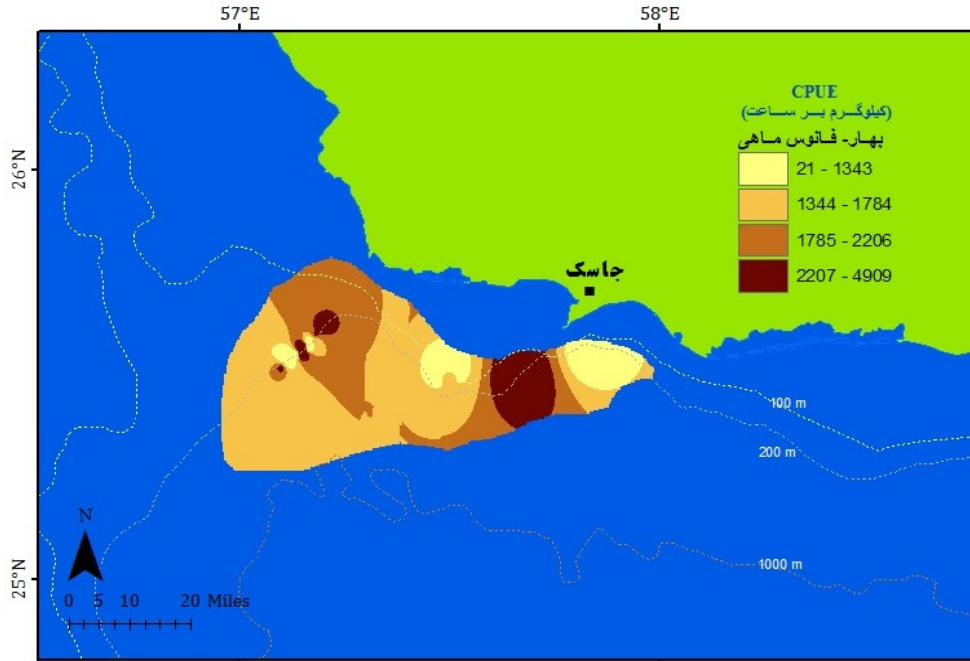 57°E
58°E
26°N
25°N
CPUE
(کیلوگرم بر ساعت)
بهار- فانوس ماهی
21 - 1343
1344 - 1784
1785 - 2206
2207 - 4909
جاسک
100 m
200 m
1000 m
N
0 5 10 20 Miles